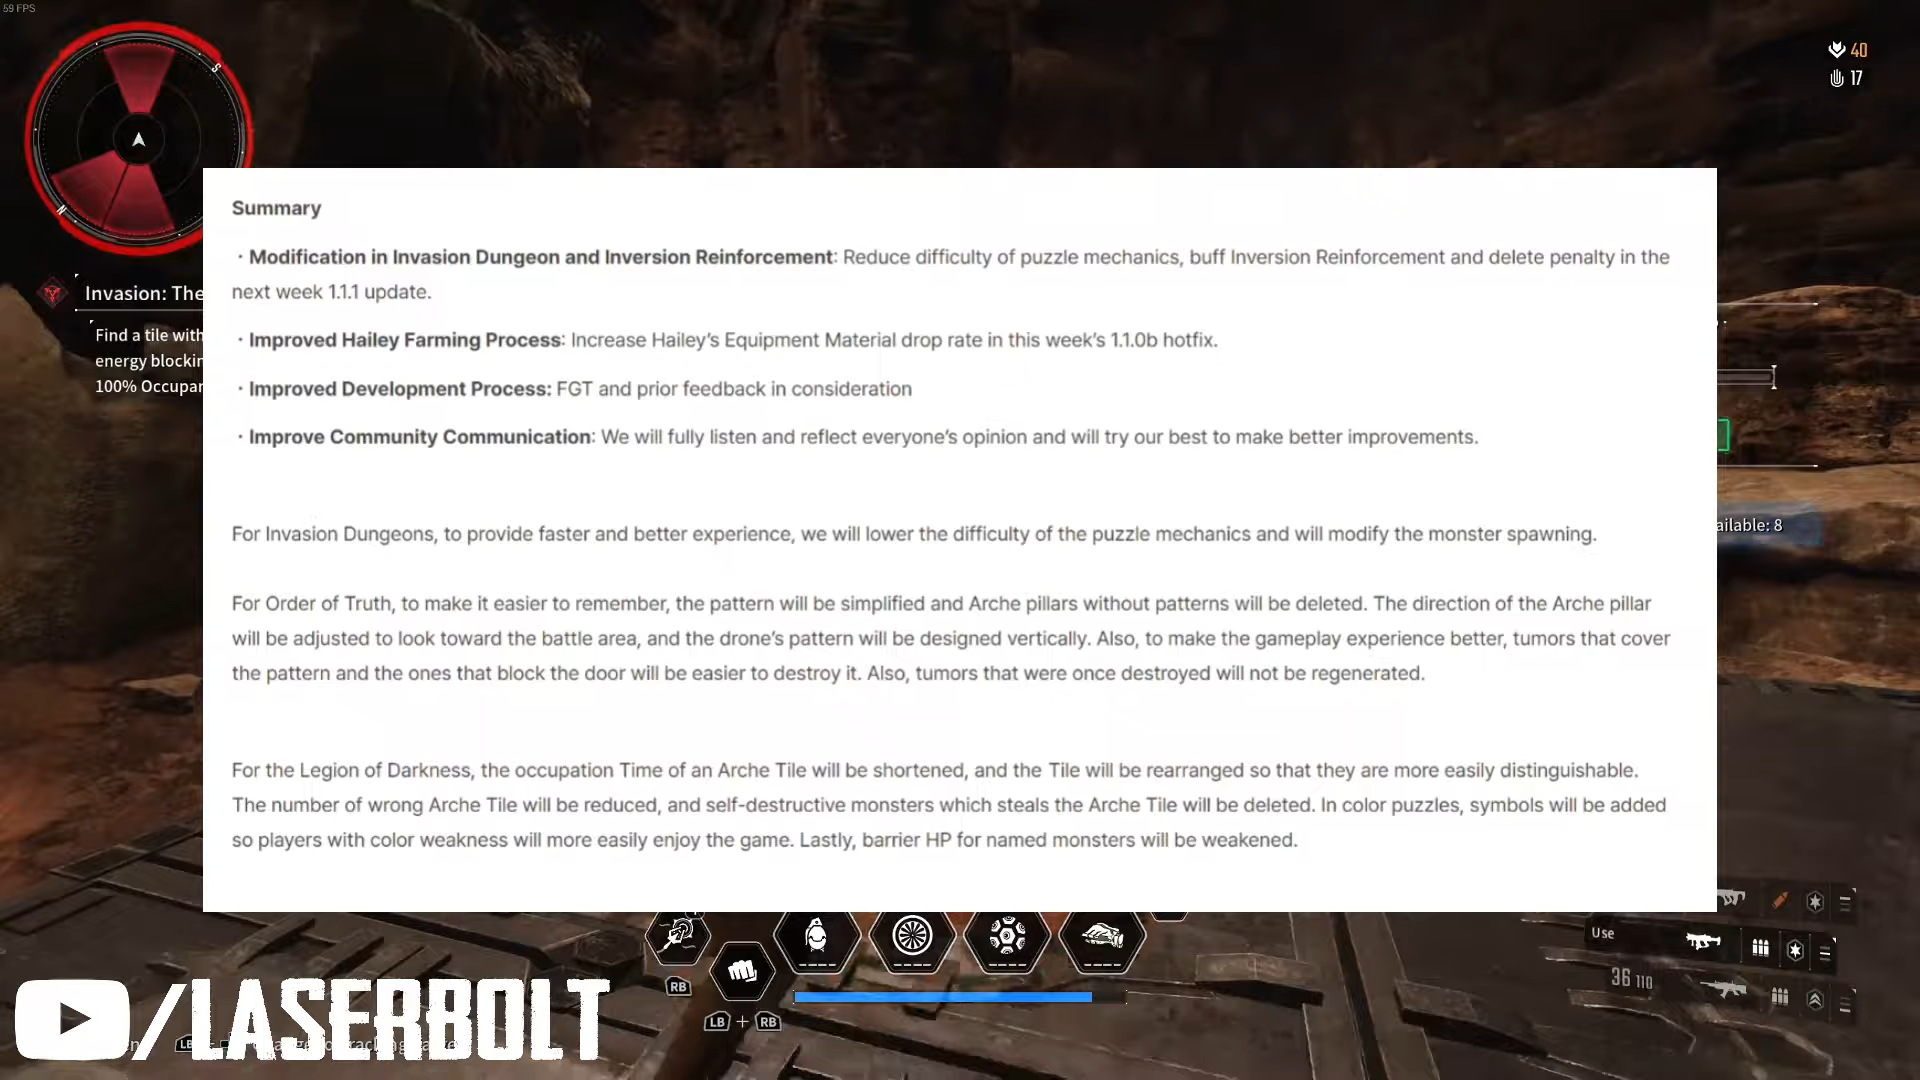 59 FPS
S
N
40
17
Invasion: The
Find a tile with
energy blockin
100% Occupan
Summary
· Modification in Invasion Dungeon and Inversion Reinforcement: Reduce difficulty of puzzle mechanics, buff Inversion Reinforcement and delete penalty in the
next week 1.1.1 update.
· Improved Hailey Farming Process: Increase Hailey's Equipment Material drop rate in this week's 1.1.0b hotfix.
· Improved Development Process: FGT and prior feedback in consideration
· Improve Community Communication: We will fully listen and reflect everyone's opinion and will try our best to make better improvements.
For Invasion Dungeons, to provide faster and better experience, we will lower the difficulty of the puzzle mechanics and will modify the monster spawning.
ailable: 8
For Order of Truth, to make it easier to remember, the pattern will be simplified and Arche pillars without patterns will be deleted. The direction of the Arche pillar
will be adjusted to look toward the battle area, and the drone's pattern will be designed vertically. Also, to make the gameplay experience better, tumors that cover
the pattern and the ones that block the door will be easier to destroy it. Also, tumors that were once destroyed will not be regenerated.
For the Legion of Darkness, the occupation Time of an Arche Tile will be shortened, and the Tile will be rearranged so that they are more easily distinguishable.
The number of wrong Arche Tile will be reduced, and self-destructive monsters which steals the Arche Tile will be deleted. In color puzzles, symbols will be added
so players with color weakness will more easily enjoy the game. Lastly, barrier HP for named monsters will be weakened.
Use
36 110
RB
LB + RB
/LASERBOLT